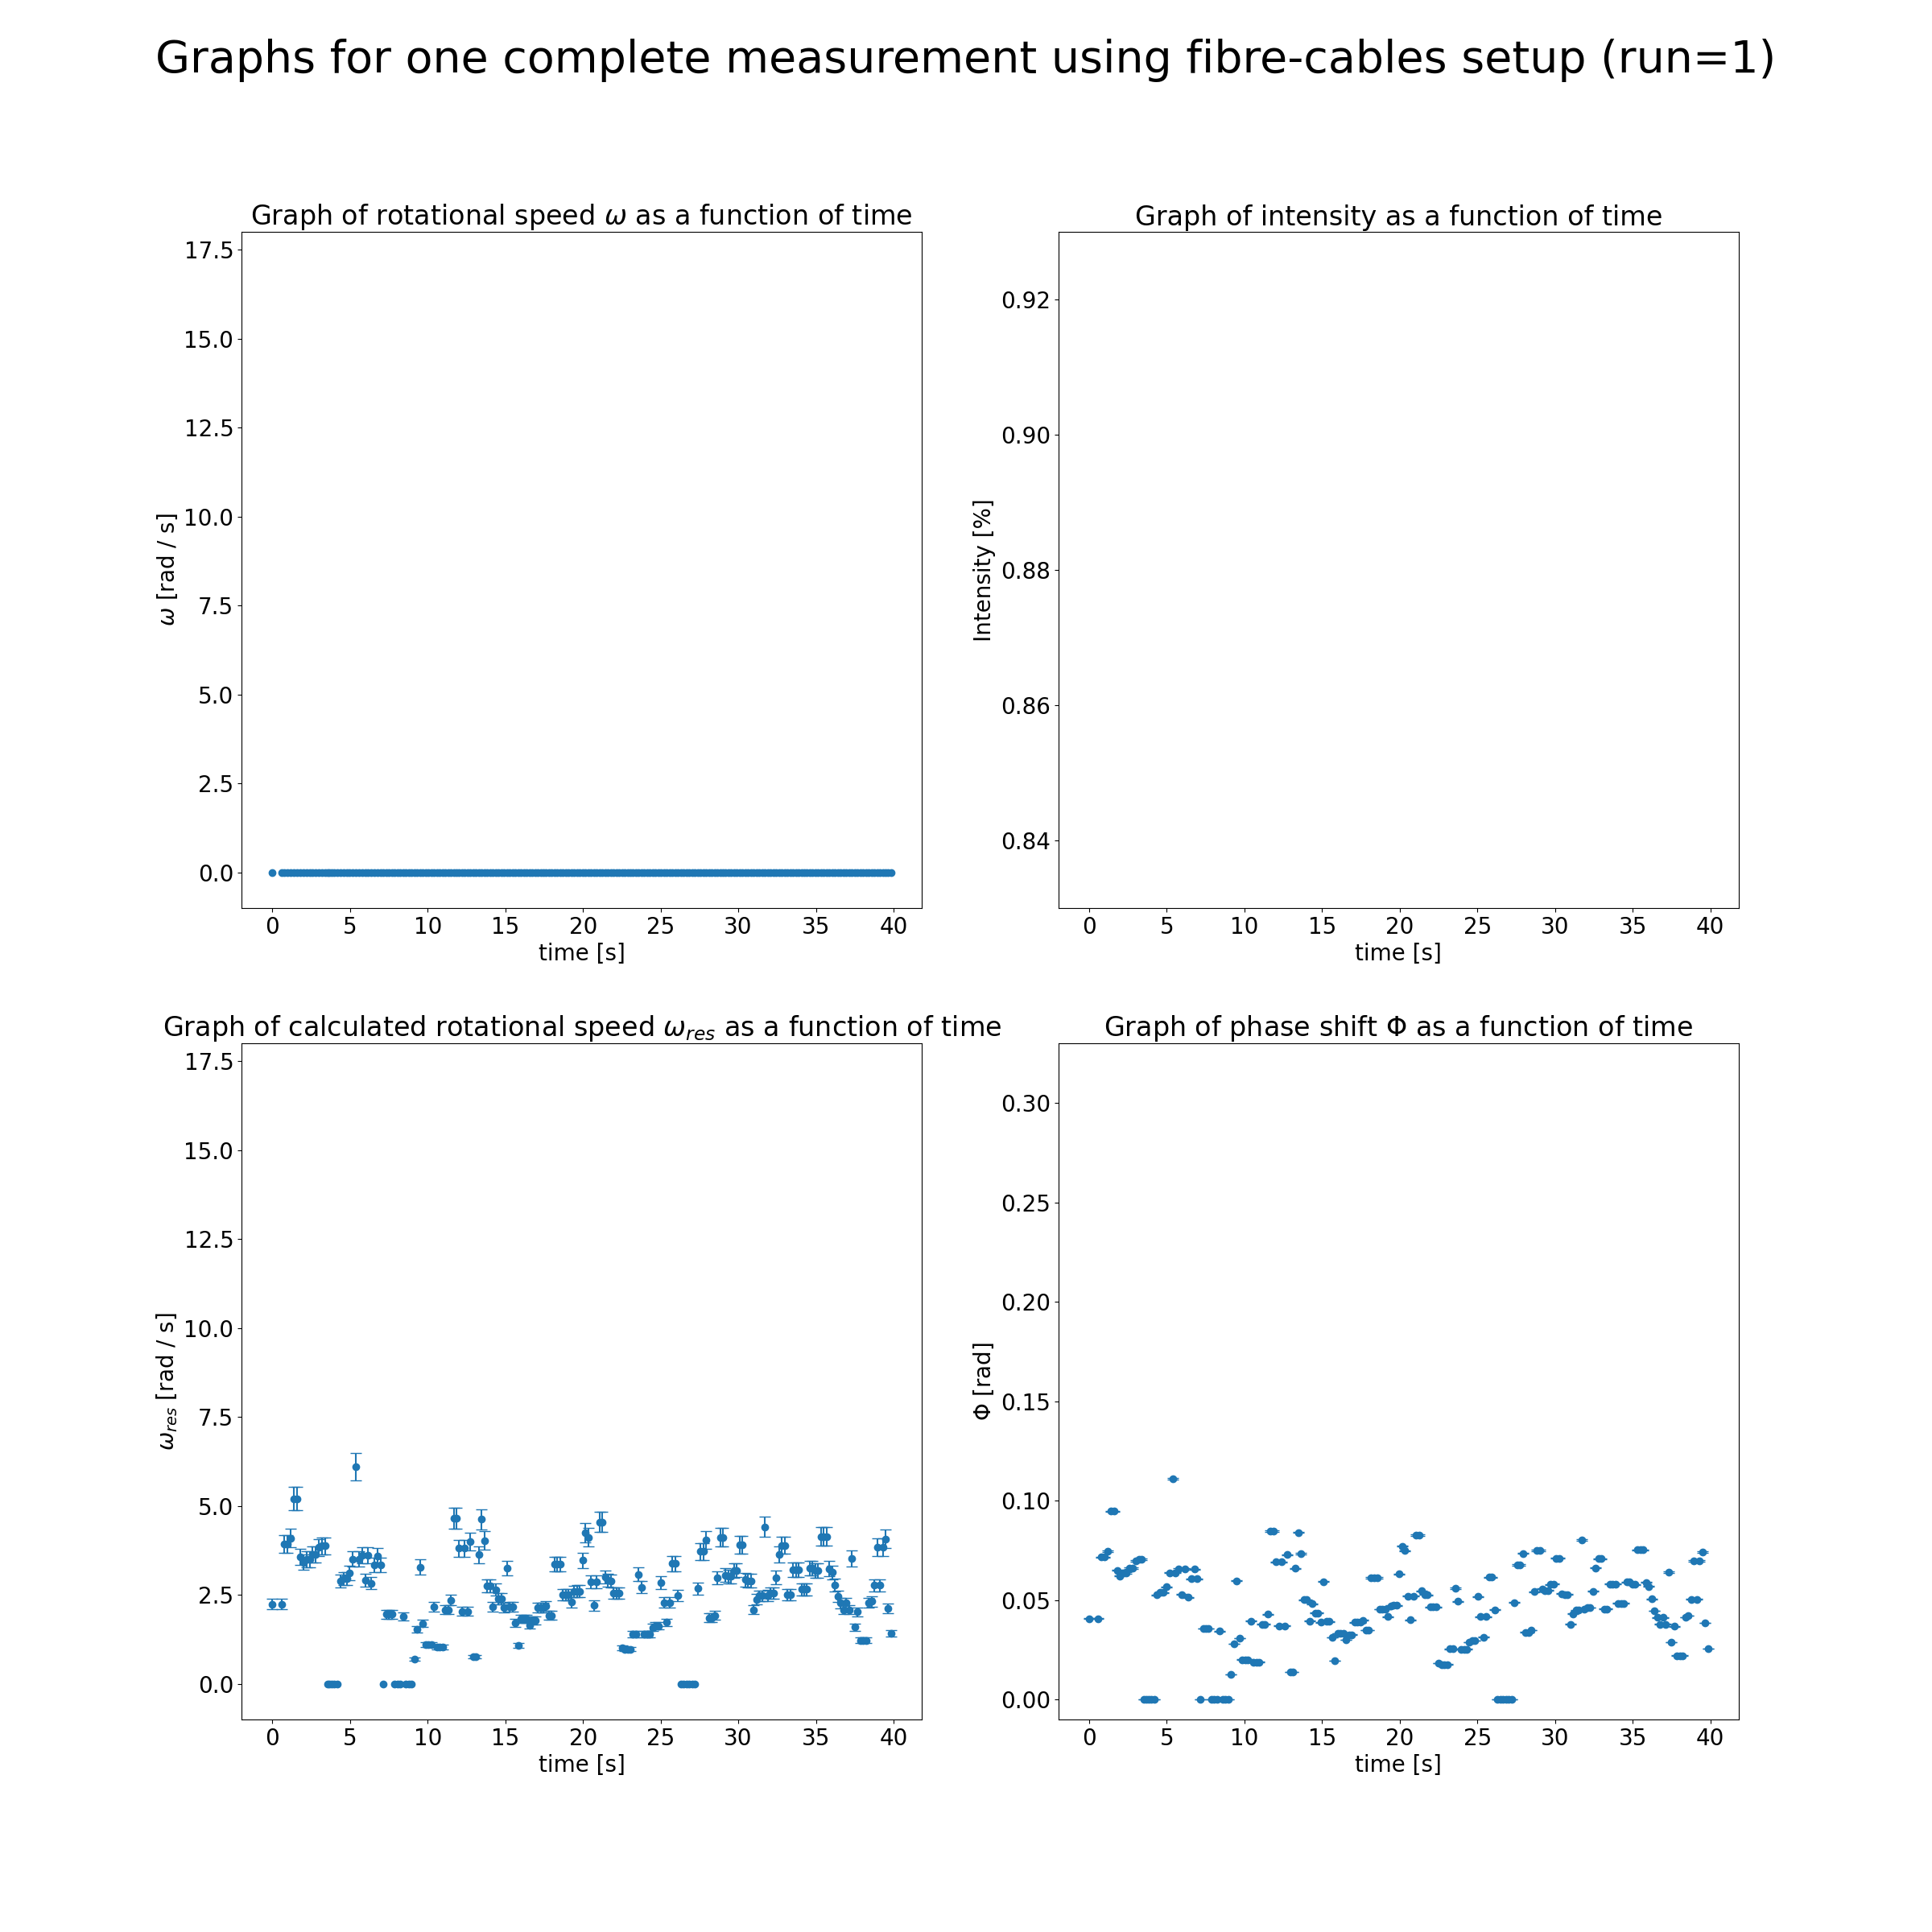 Graphs for one complete measurement using fibre-cables setup (run=1)
Graph of rotational speed ω as a function of time
17.5
15.0
12.5
10.0
7.5
5.0
2.5
0.0
ω [rad / s]
0 5 10 15 20 25 30 35 40
time [s]
Graph of intensity as a function of time
0.92
0.90
0.88
0.86
0.84
Intensity [%]
0 5 10 15 20 25 30 35 40
time [s]
Graph of calculated rotational speed ω_res as a function of time
17.5
15.0
12.5
10.0
7.5
5.0
2.5
0.0
ω_res [rad / s]
0 5 10 15 20 25 30 35 40
time [s]
Graph of phase shift Φ as a function of time
0.30
0.25
0.20
0.15
0.10
0.05
0.00
Φ [rad]
0 5 10 15 20 25 30 35 40
time [s]